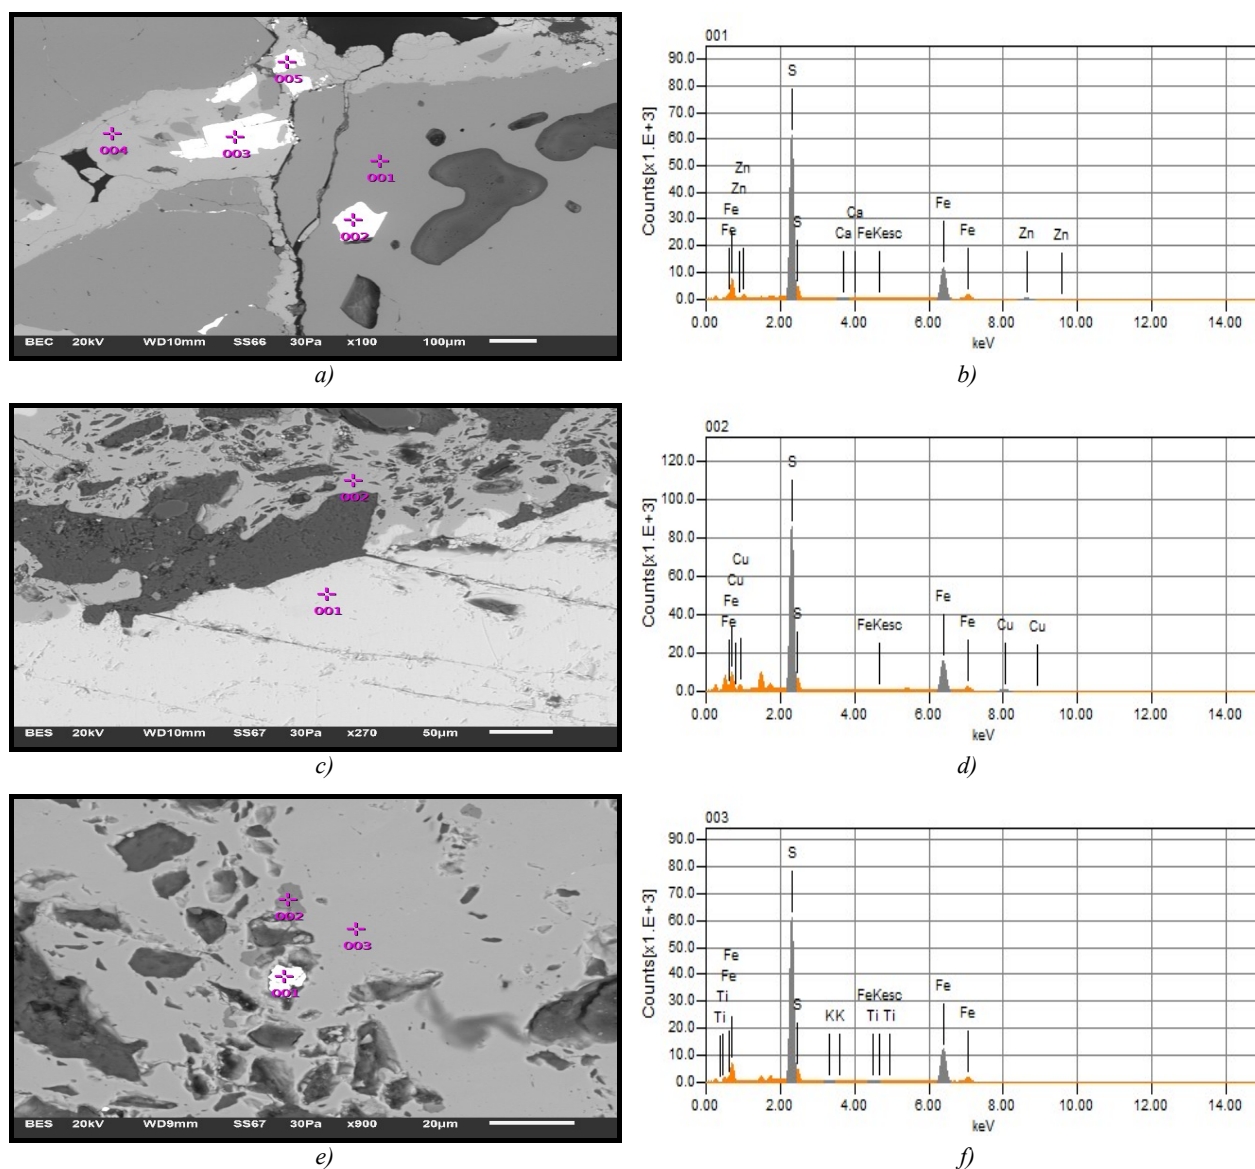 005
004
003
001
002
BEC 20kV WD10mm SS66 30Pa x100 100µm
a)
001
Counts[x1.E+3]
90.0
80.0
70.0
60.0
50.0
40.0
30.0
20.0
10.0
0.0
S
Zn
Zn
Fe
Fe
S
Ca
Ca
FeKesc
Fe
Fe
Zn
Zn
0.00 2.00 4.00 6.00 8.00 10.00 12.00 14.00
keV
b)
002
001
BES 20kV WD10mm SS67 30Pa x270 50µm
c)
002
Counts[x1.E+3]
120.0
100.0
80.0
60.0
40.0
20.0
0.0
S
Cu
Cu
Fe
Fe
S
FeKesc
Fe
Fe
Cu
Cu
0.00 2.00 4.00 6.00 8.00 10.00 12.00 14.00
keV
d)
002
003
001
BES 20kV WD9mm SS67 30Pa x900 20µm
e)
003
Counts[x1.E+3]
90.0
80.0
70.0
60.0
50.0
40.0
30.0
20.0
10.0
0.0
S
Fe
Fe
Ti
Ti
S
KK
FeKesc
Ti Ti
Fe
Fe
0.00 2.00 4.00 6.00 8.00 10.00 12.00 14.00
keV
f)